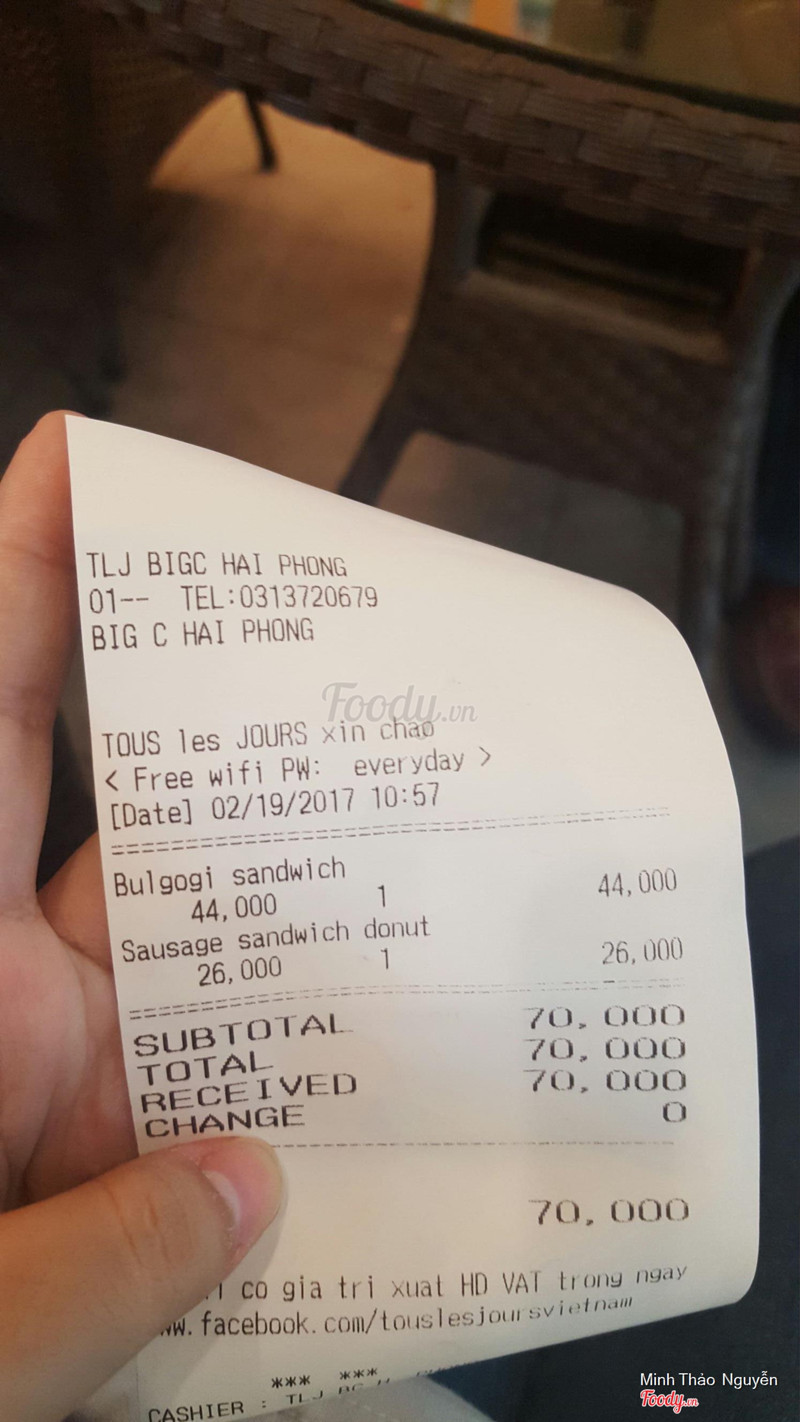 TLJ BIGC HAI PHONG
01-- TEL:0313720679
BIG C HAI PHONG
Foody.vn
TOUS les JOURS xin chao
< Free wifi PW: everyday >
[Date] 02/19/2017 10:57
Bulgogi sandwich
44,000 1 44,000
Sausage sandwich donut
26,000 1 26,000
SUBTOTAL 70,000
TOTAL 70,000
RECEIVED 70,000
CHANGE 0
70,000
co gia tri xuat HD VAT trong ngay
ww.facebook.com/touslesjoursvietnam
*** ***
CASHIER : TLJ
Minh Thảo Nguyễn
Foody.vn